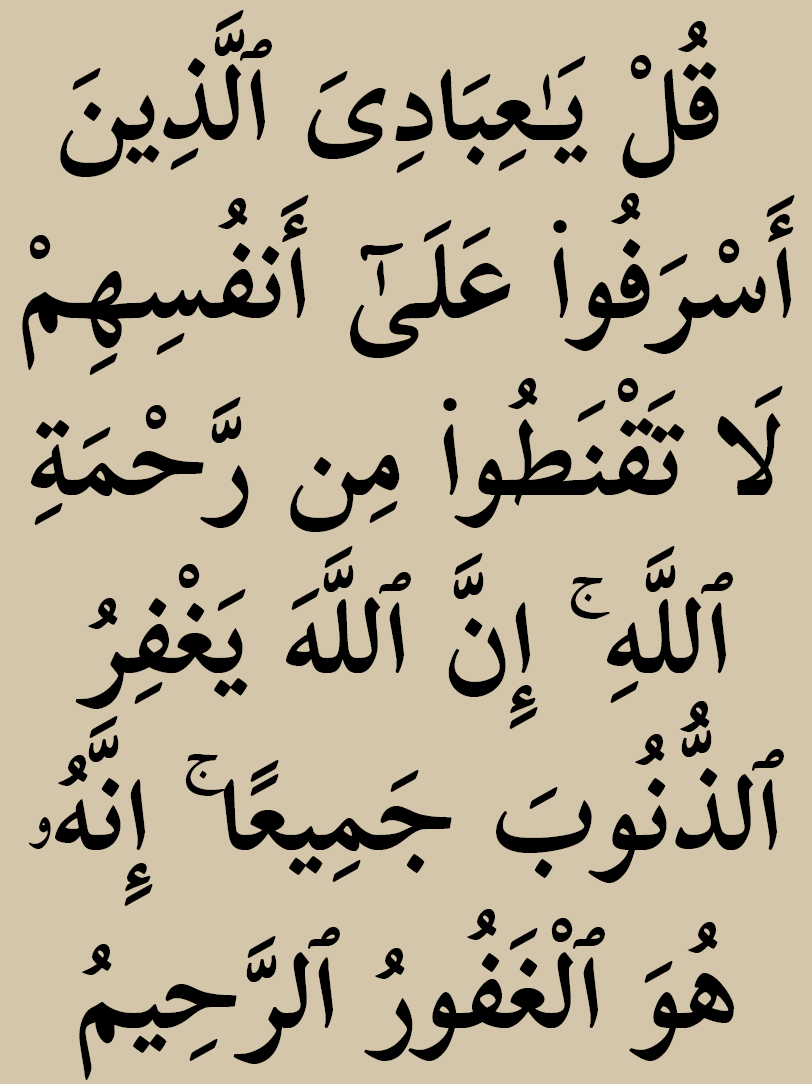 قُلْ يَـٰعِبَادِىَ ٱلَّذِينَ
أَسْرَفُوا۟ عَلَىٰٓ أَنفُسِهِمْ
لَا تَقْنَطُوا۟ مِن رَّحْمَةِ
ٱللَّهِ ۚ إِنَّ ٱللَّهَ يَغْفِرُ
ٱلذُّنُوبَ جَمِيعًا ۚ إِنَّهُۥ
هُوَ ٱلْغَفُورُ ٱلرَّحِيمُ